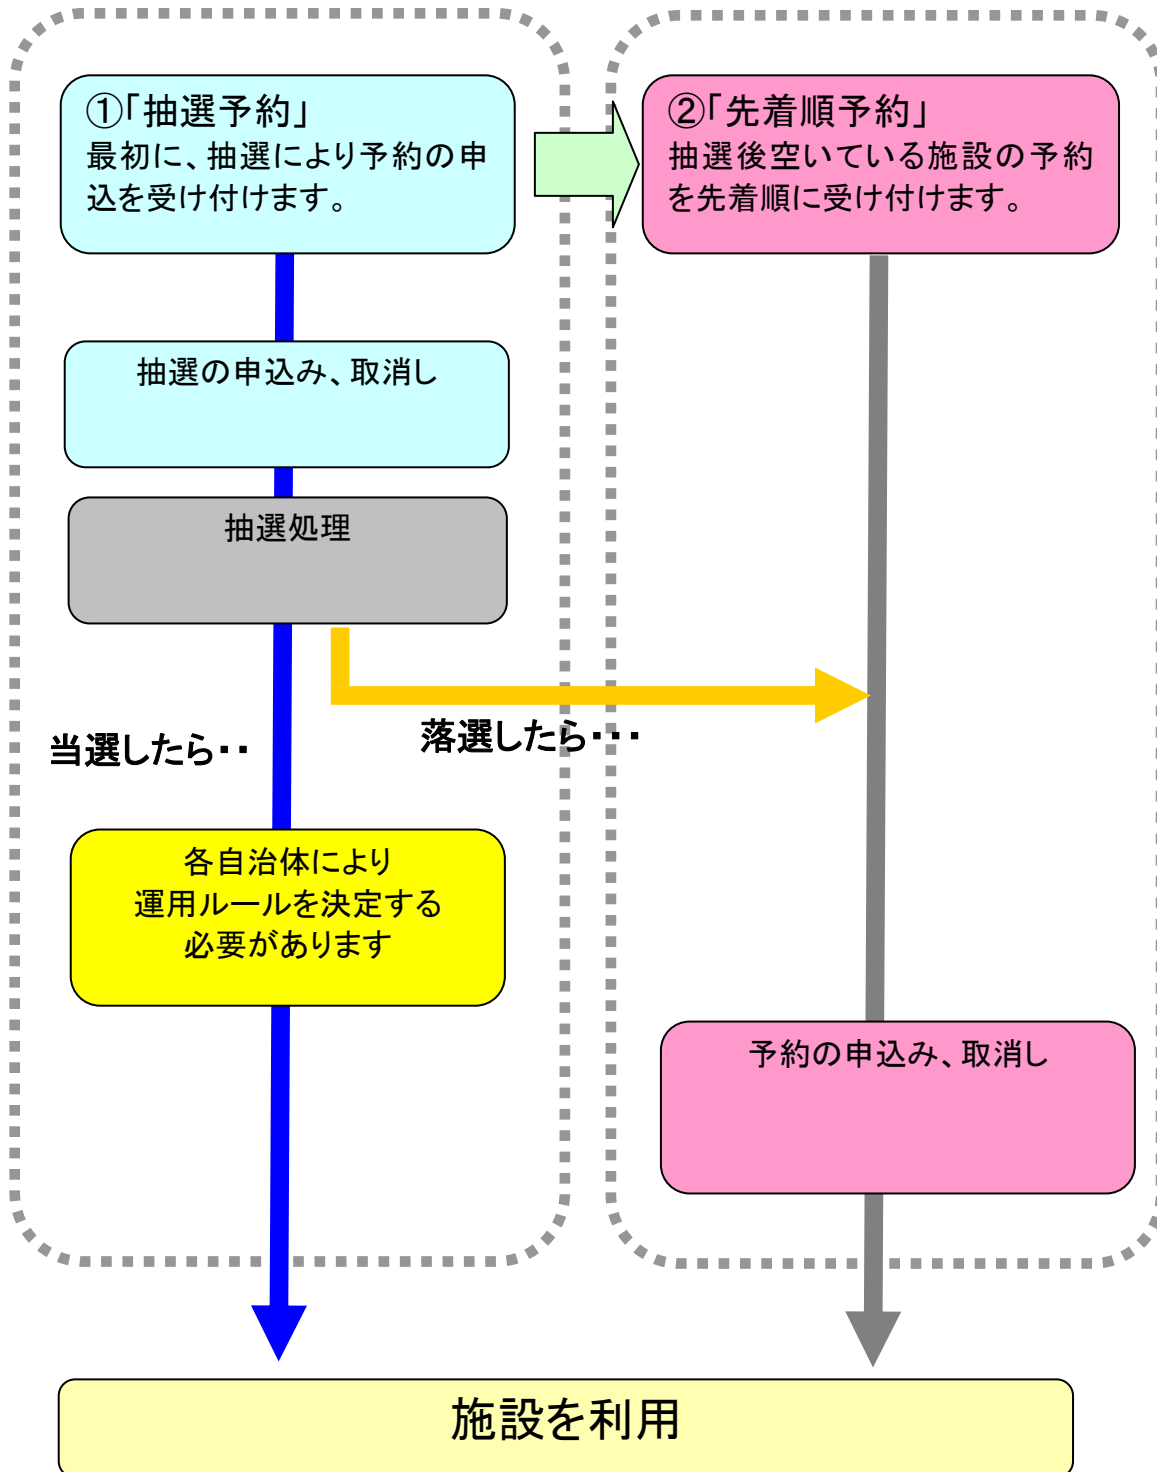 ①「抽選予約」
最初に、抽選により予約の申
込を受け付けます。
②「先着順予約」
抽選後空いている施設の予約
を先着順に受け付けます。
抽選の申込み、取消し
抽選処理
当選したら・・
落選したら・・・
各自治体により
運用ルールを決定する
必要があります
予約の申込み、取消し
施設を利用